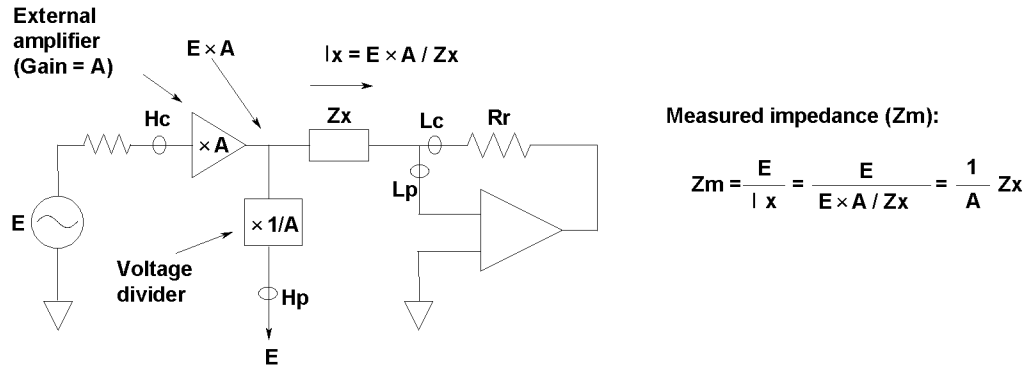 External
amplifier
(Gain = A)
E × A
Ix = E × A / Zx
Hc
× A
Zx
Lc
Rr
Lp
E
× 1/A
Voltage
divider
Hp
E
Measured impedance (Zm):
Zm = E / I x = E / E × A / Zx = 1 / A Zx